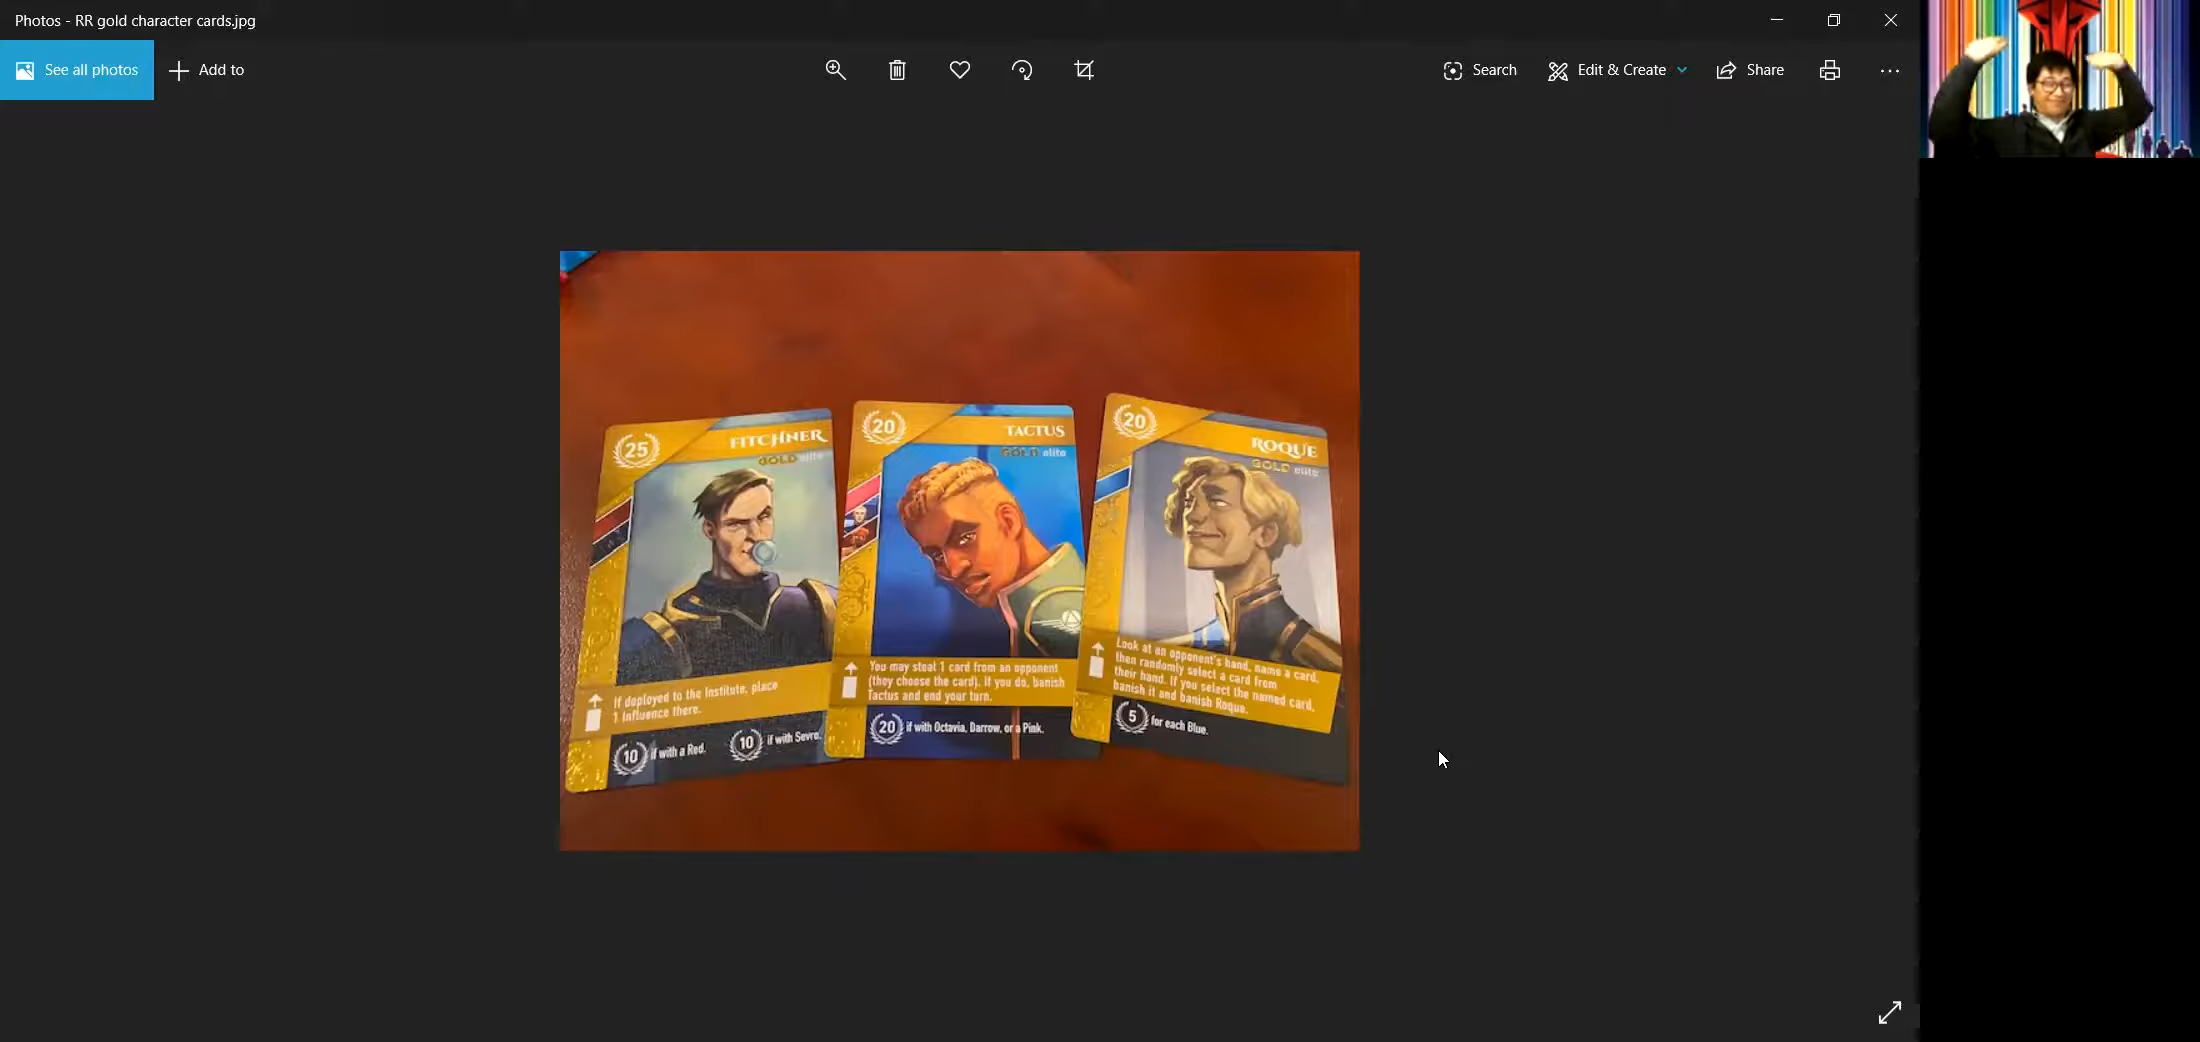 Photos - RR gold character cards.jpg
See all photos
Add to
Search
Edit & Create
Share
25
FITCHNER
GOLD elite
If deployed to the Institute, place
1 Influence there.
10 if with a Red.
10 if with Sevro.
20
TACTUS
GOLD elite
You may steal 1 card from an opponent
(they choose the card). If you do, banish
Tactus and end your turn.
20 if with Octavia, Darrow, or a Pink.
20
ROQUE
GOLD elite
Look at an opponent's hand, name a card,
then randomly select a card from
their hand. If you select the named card,
banish it and banish Roque.
5 for each Blue.